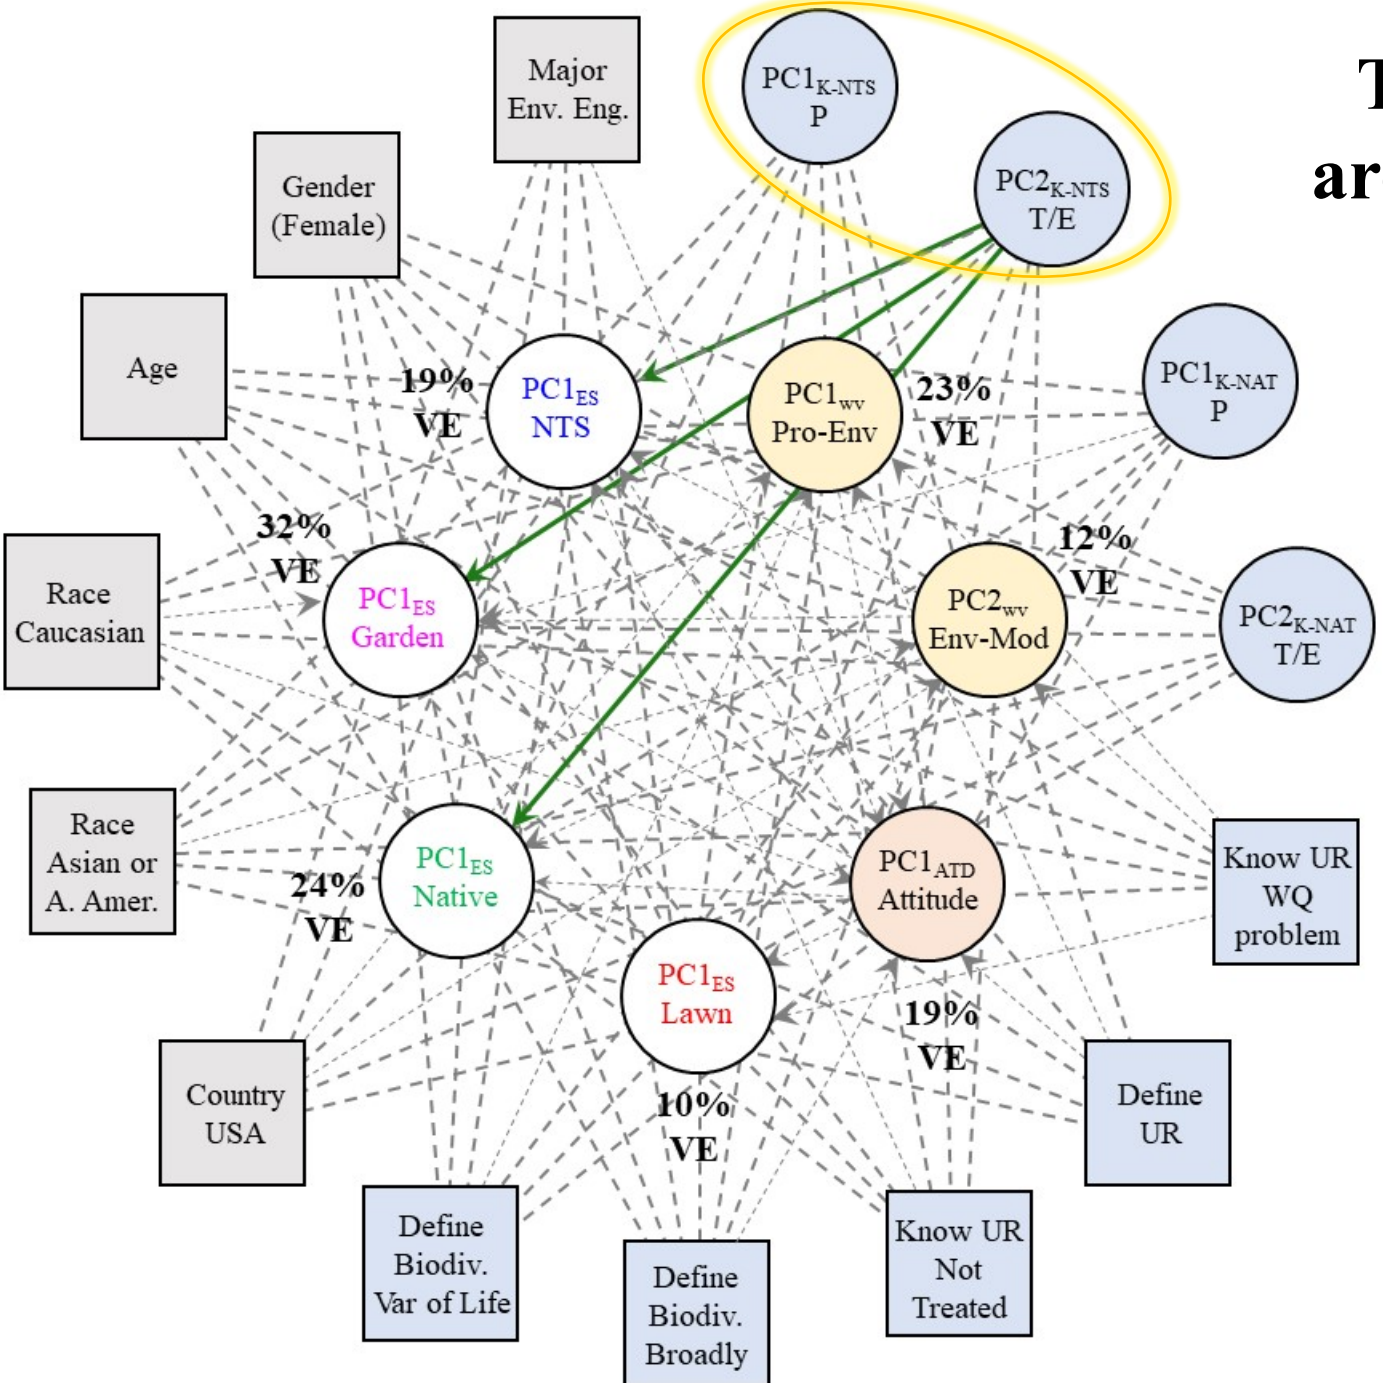 Major
Env. Eng.
PC1K-NTS
P
T
PC2K-NTS
T/E
ar
Gender
(Female)
Age
PC1K-NAT
P
19%
VE
PC1ES
NTS
PC1wv
Pro-Env
23%
VE
32%
VE
12%
VE
Race
Caucasian
PC1ES
Garden
PC2wv
Env-Mod
PC2K-NAT
T/E
Race
Asian or
A. Amer.
24%
VE
PC1ES
Native
PC1ATD
Attitude
Know UR
WQ
problem
PC1ES
Lawn
19%
VE
Country
USA
10%
VE
Define
UR
Define
Biodiv.
Var of Life
Define
Biodiv.
Broadly
Know UR
Not
Treated